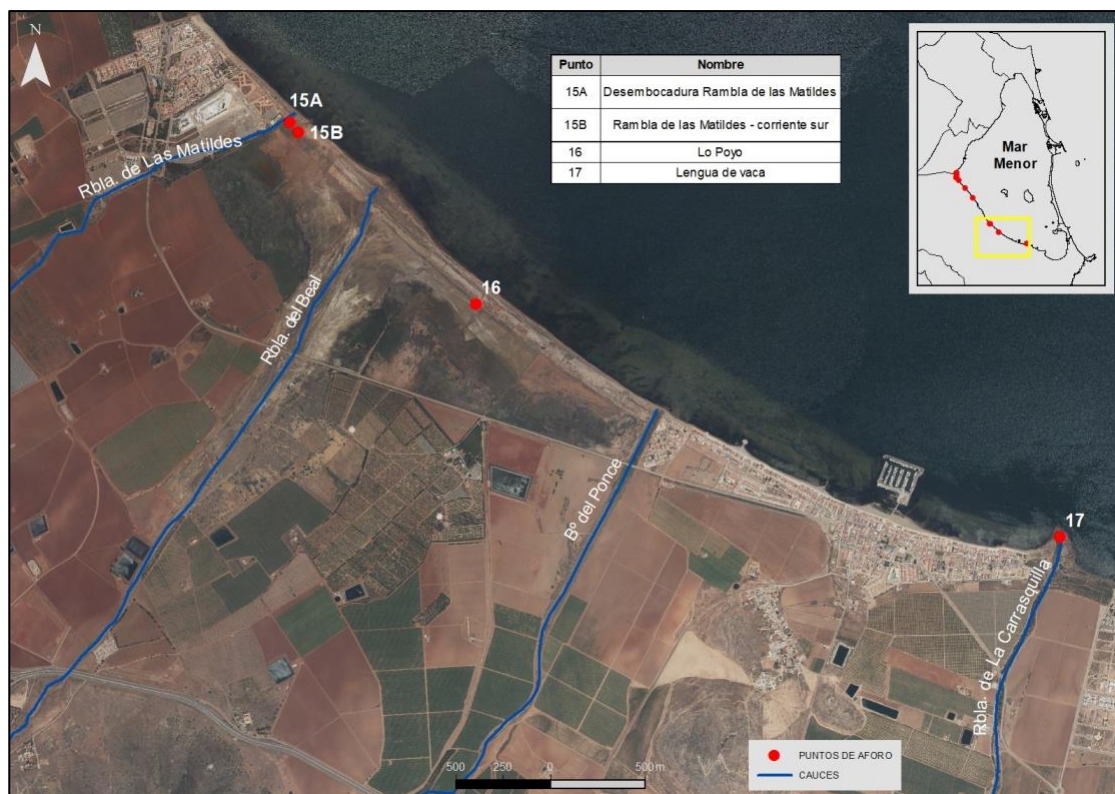 N
Punto Nombre
15A Desembocadura Rambla de las Matildes
15B Rambla de las Matildes - corriente sur
16 Lo Poyo
17 Lengua de vaca
Mar
Menor
15A
15B
Rbla. de Las Matildes
Rbla. del Beal
16
Bº del Ponce
17
Rbla. de La Carrasquilla
PUNTOS DE AFORO
CAUCES
500 250 0 500 m